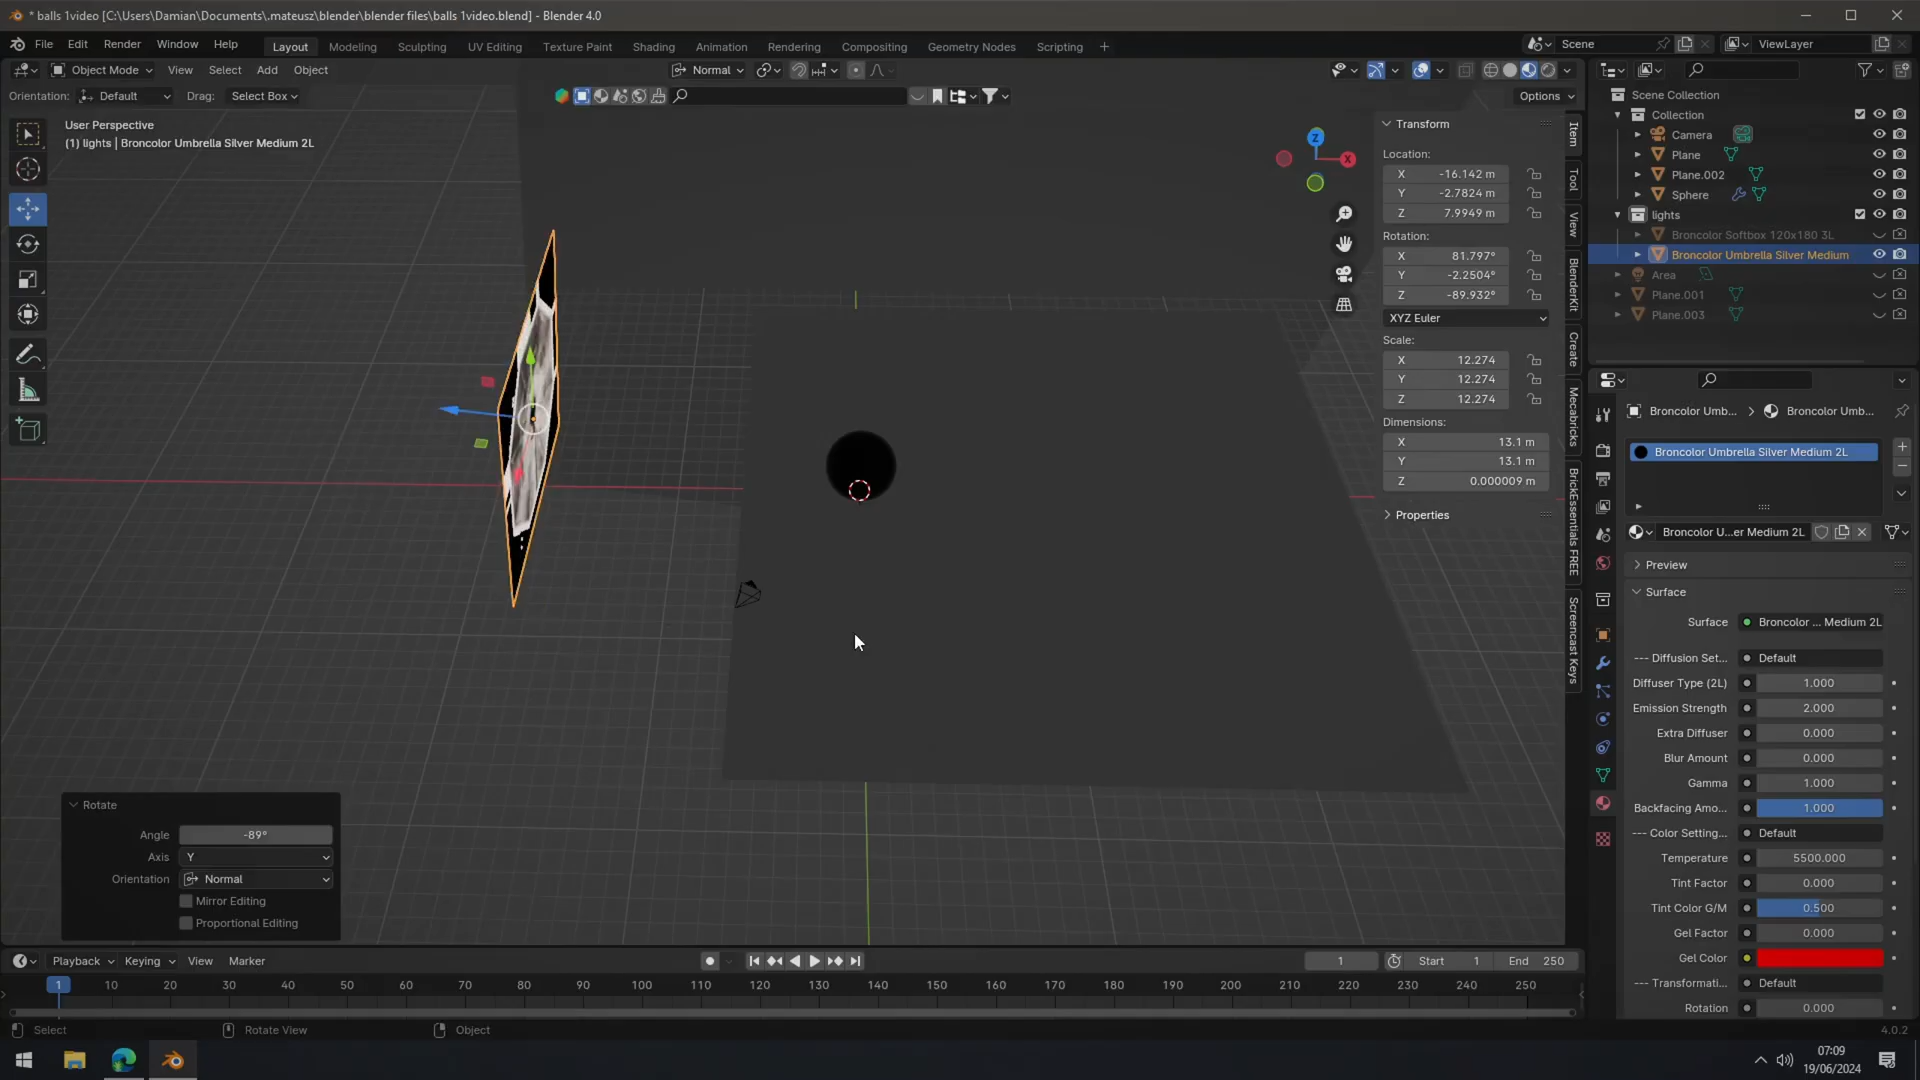 * balls 1video [C:\Users\Damian\Documents\.mateusz\blender\blender files\balls 1video.blend] - Blender 4.0
File Edit Render Window Help
Layout Modeling Sculpting UV Editing Texture Paint Shading Animation Rendering Compositing Geometry Nodes Scripting +
Scene ViewLayer
Object Mode View Select Add Object
Normal
Orientation: Default Drag: Select Box
Options
User Perspective
(1) lights | Broncolor Umbrella Silver Medium 2L
Z
X
Transform
Location:
X -16.142 m
Y -2.7824 m
Z 7.9949 m
Rotation:
X 81.797°
Y -2.2504°
Z -89.932°
XYZ Euler
Scale:
X 12.274
Y 12.274
Z 12.274
Dimensions:
X 13.1 m
Y 13.1 m
Z 0.000009 m
Properties
Item
Tool
View
BlenderKit
Create
Mecabricks
BrickEssentials FREE
Screencast Keys
Scene Collection
Collection
Camera
Plane
Plane.002
Sphere
lights
Broncolor Softbox 120x180 3L
Broncolor Umbrella Silver Medium
Area
Plane.001
Plane.003
Broncolor Umb... Broncolor Umb...
Broncolor Umbrella Silver Medium 2L
Broncolor U...er Medium 2L
Preview
Surface
Surface Broncolor ... Medium 2L
--- Diffusion Set... Default
Diffuser Type (2L) 1.000
Emission Strength 2.000
Extra Diffuser 0.000
Blur Amount 0.000
Gamma 1.000
Backfacing Amo... 1.000
--- Color Setting... Default
Temperature 5500.000
Tint Factor 0.000
Tint Color G/M 0.500
Gel Factor 0.000
Gel Color
--- Transformati... Default
Rotation 0.000
Rotate
Angle -89°
Axis Y
Orientation Normal
Mirror Editing
Proportional Editing
Playback Keying View Marker
1 Start 1 End 250
1 10 20 30 40 50 60 70 80 90 100 110 120 130 140 150 160 170 180 190 200 210 220 230 240 250
Select Rotate View Object
4.0.2
07:09
19/06/2024